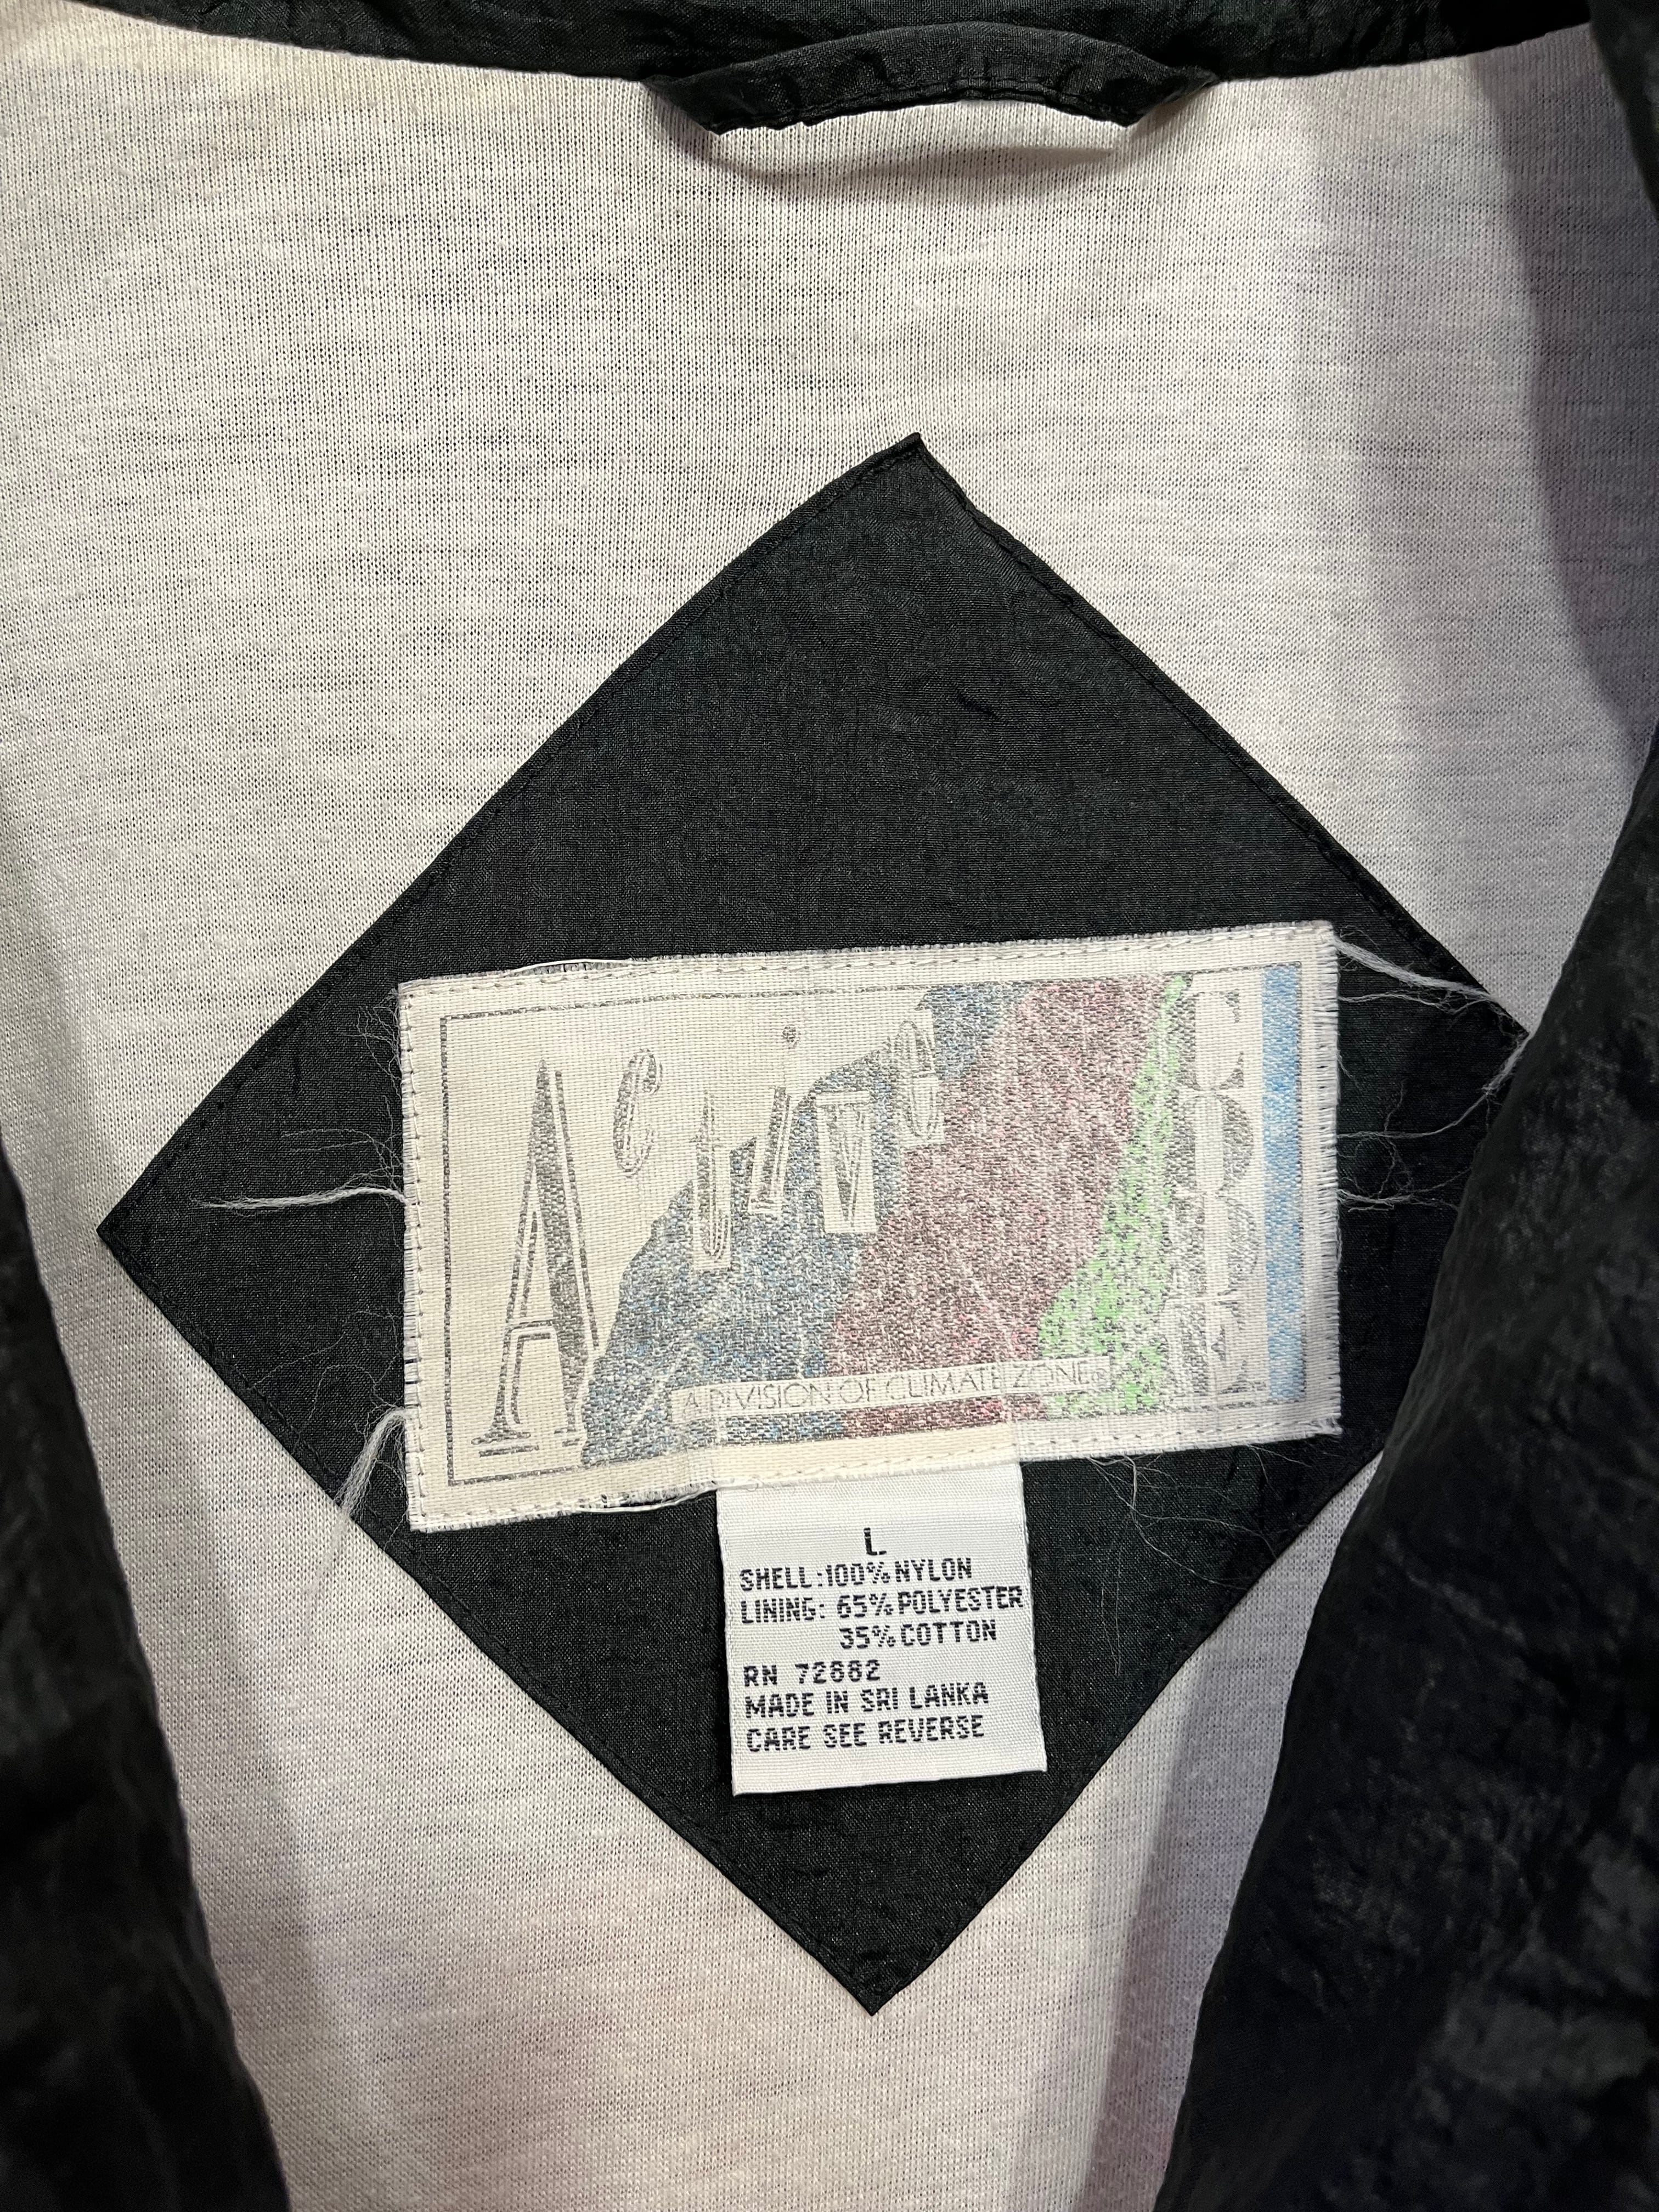 Active
A DIVISION OF CLIMATE ZONE
L
SHELL:100% NYLON
LINING: 65% POLYESTER
35% COTTON
RN 72882
MADE IN SRI LANKA
CARE SEE REVERSE